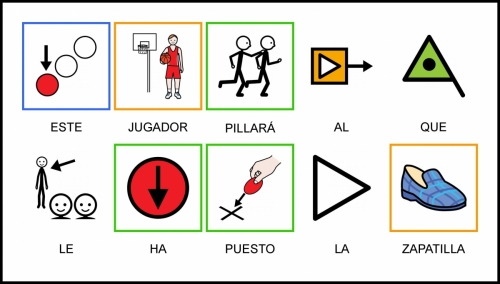 ESTE JUGADOR PILLARÁ AL QUE
LE HA PUESTO LA ZAPATILLA